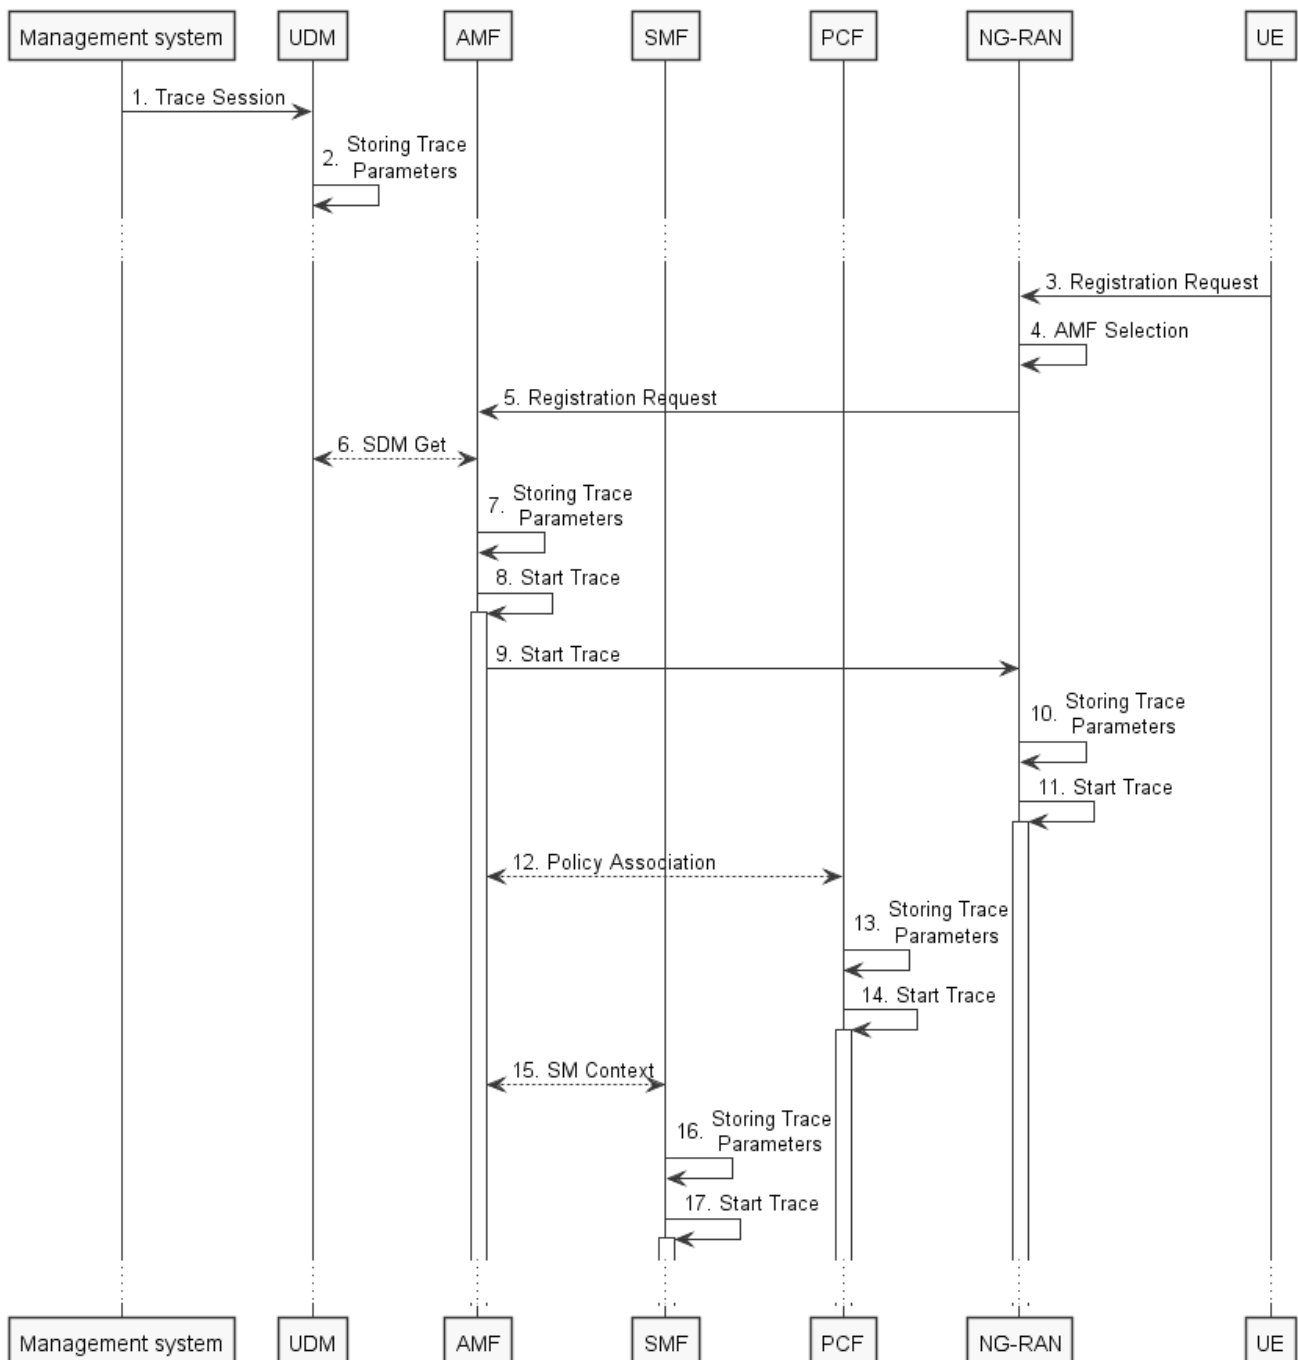 Management system UDM AMF SMF PCF NG-RAN UE
1. Trace Session
2. Storing Trace
Parameters
3. Registration Request
4. AMF Selection
5. Registration Request
6. SDM Get
7. Storing Trace
Parameters
8. Start Trace
9. Start Trace
10. Storing Trace
Parameters
11. Start Trace
12. Policy Association
13. Storing Trace
Parameters
14. Start Trace
15. SM Context
16. Storing Trace
Parameters
17. Start Trace
Management system UDM AMF SMF PCF NG-RAN UE